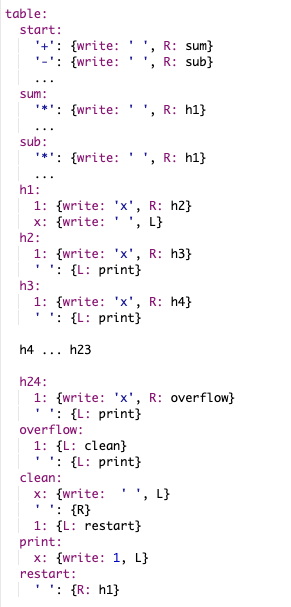 table:
  start:
    '+': {write: ' ', R: sum}
    '-': {write: ' ', R: sub}
    ...
  sum:
    '*': {write: ' ', R: h1}
    ...
  sub:
    '*': {write: ' ', R: h1}
    ...
  h1:
    1: {write: 'x', R: h2}
    x: {write: ' ', L}
  h2:
    1: {write: 'x', R: h3}
    ' ': {L: print}
  h3:
    1: {write: 'x', R: h4}
    ' ': {L: print}

  h4 ... h23

  h24:
    1: {write: 'x', R: overflow}
    ' ': {L: print}
  overflow:
    1: {L: clean}
    ' ': {L: print}
  clean:
    x: {write:  ' ', L}
    ' ': {R}
    1: {L: restart}
  print:
    x: {write: 1, L}
  restart:
    ' ': {R: h1}